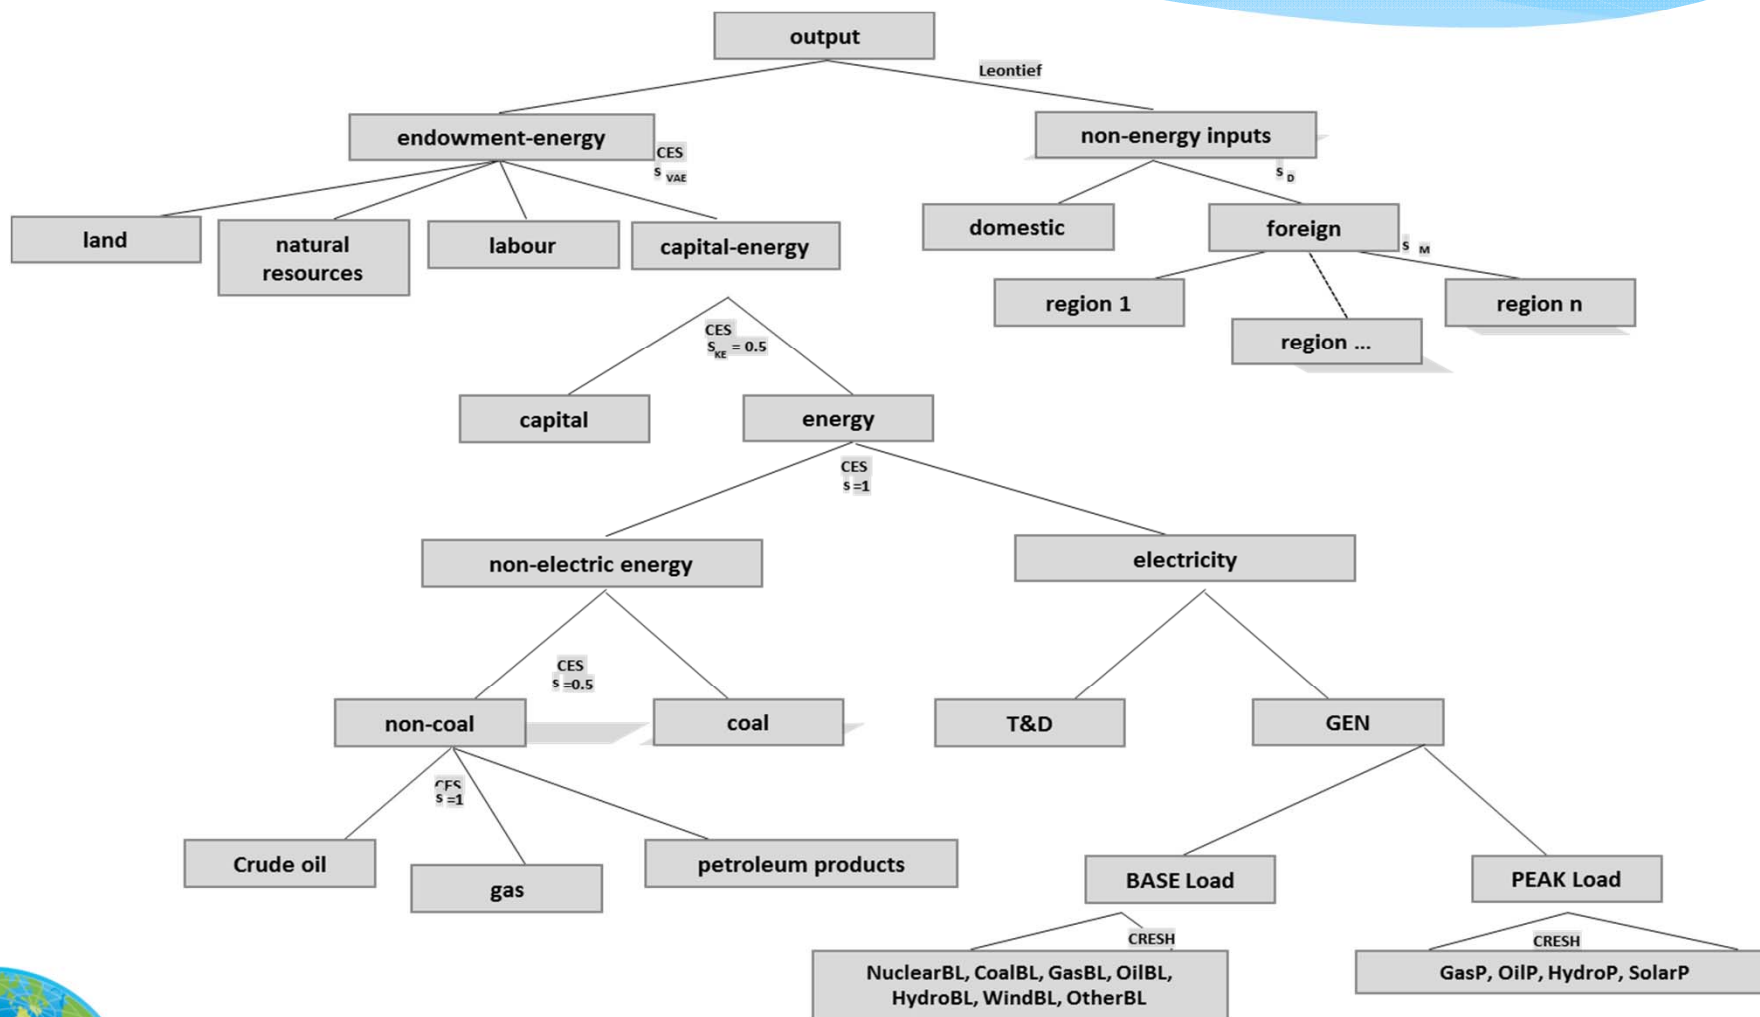 output
Leontief
endowment-energy
CES
s VAE
non-energy inputs
s D
land
natural
resources
labour
capital-energy
domestic
foreign
s M
region 1
region ...
region n
CES
s KE = 0.5
capital
energy
CES
s =1
non-electric energy
electricity
CES
s =0.5
non-coal
coal
T&D
GEN
CES
s =1
Crude oil
gas
petroleum products
BASE Load
PEAK Load
CRESH
CRESH
NuclearBL, CoalBL, GasBL, OilBL,
HydroBL, WindBL, OtherBL
GasP, OilP, HydroP, SolarP